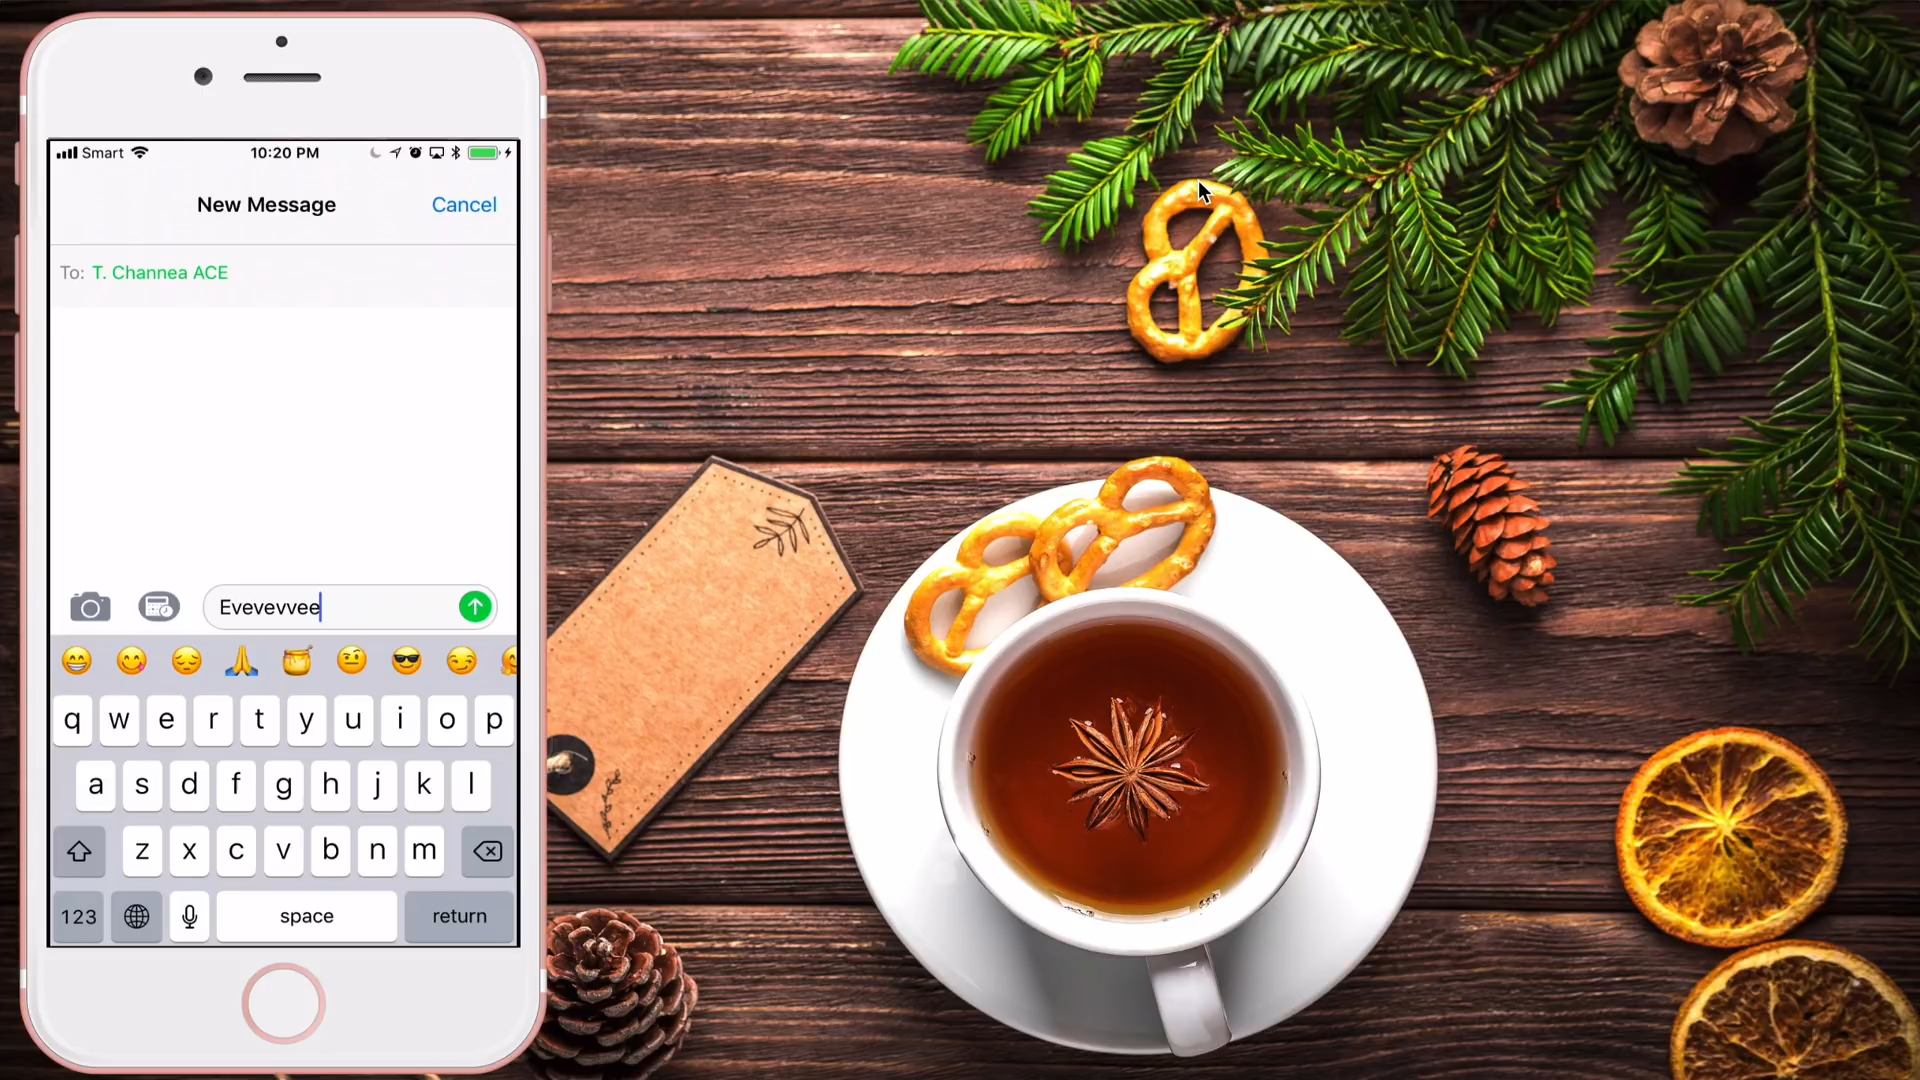 Smart 10:20 PM
New Message Cancel
To: T. Channea ACE
Evevevvee
q w e r t y u i o p
a s d f g h j k l
z x c v b n m
123 space return